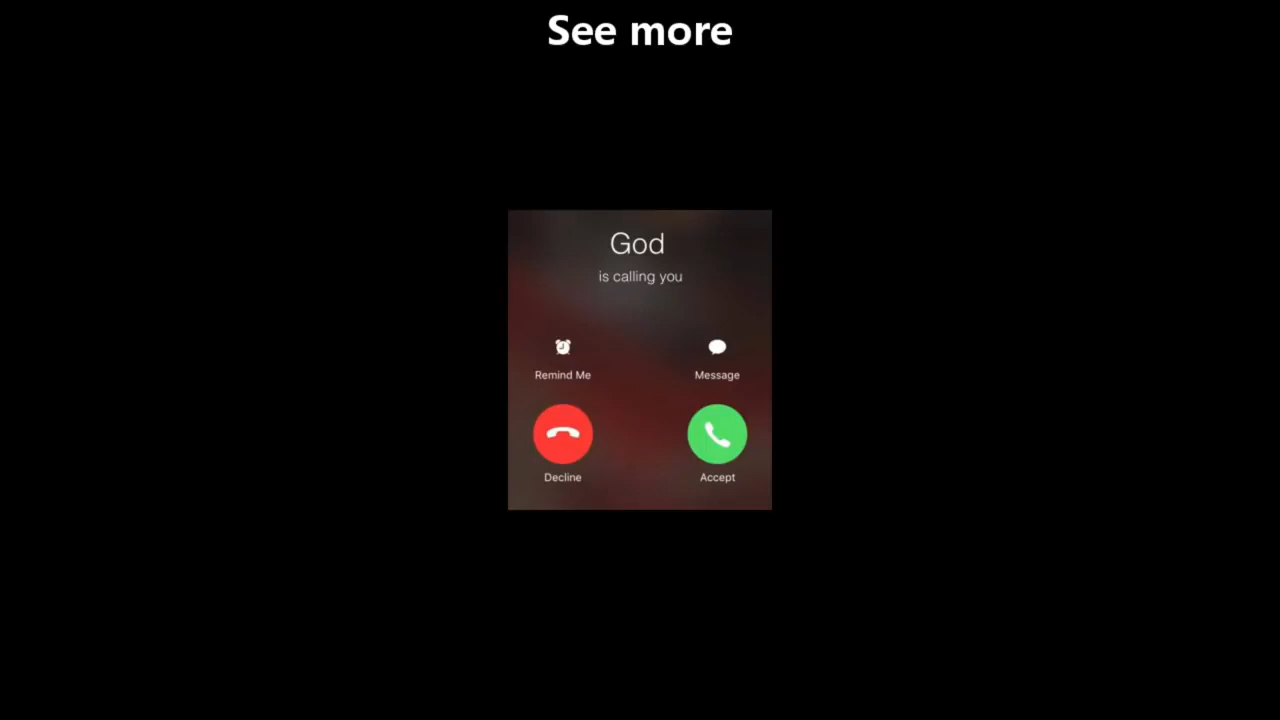 See more
God
is calling you
Remind Me
Message
Decline
Accept